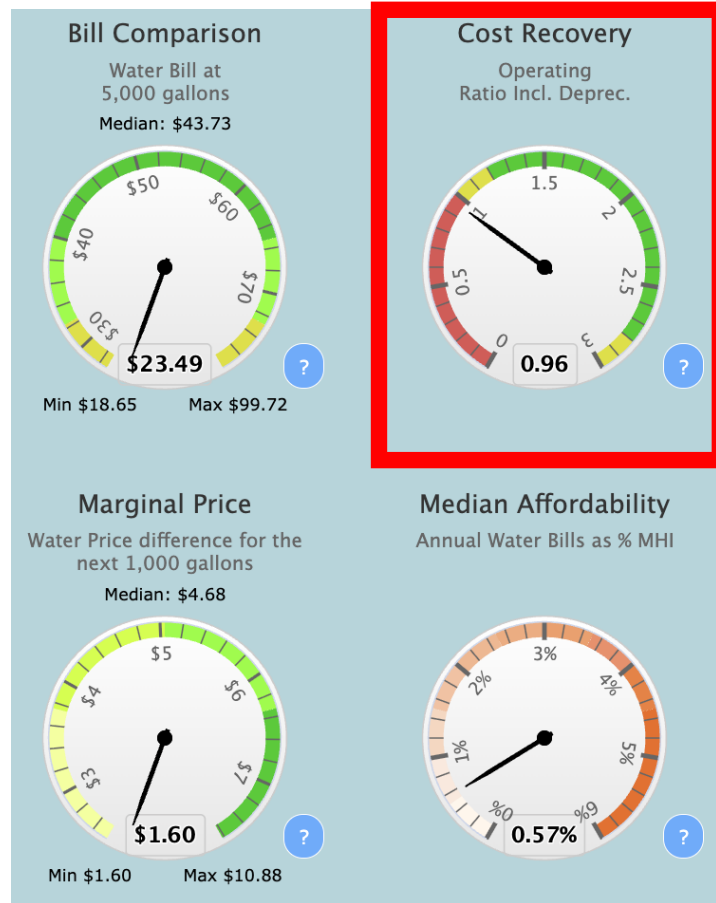 Bill Comparison
Water Bill at
5,000 gallons
Median: $43.73
$30
$40
$50
$60
$70
$23.49
?
Min $18.65 Max $99.72
Cost Recovery
Operating
Ratio Incl. Deprec.
0
0.5
1
1.5
2
2.5
3
0.96
?
Marginal Price
Water Price difference for the
next 1,000 gallons
Median: $4.68
$3
$4
$5
$6
$7
$1.60
?
Min $1.60 Max $10.88
Median Affordability
Annual Water Bills as % MHI
0%
1%
2%
3%
4%
5%
6%
0.57%
?